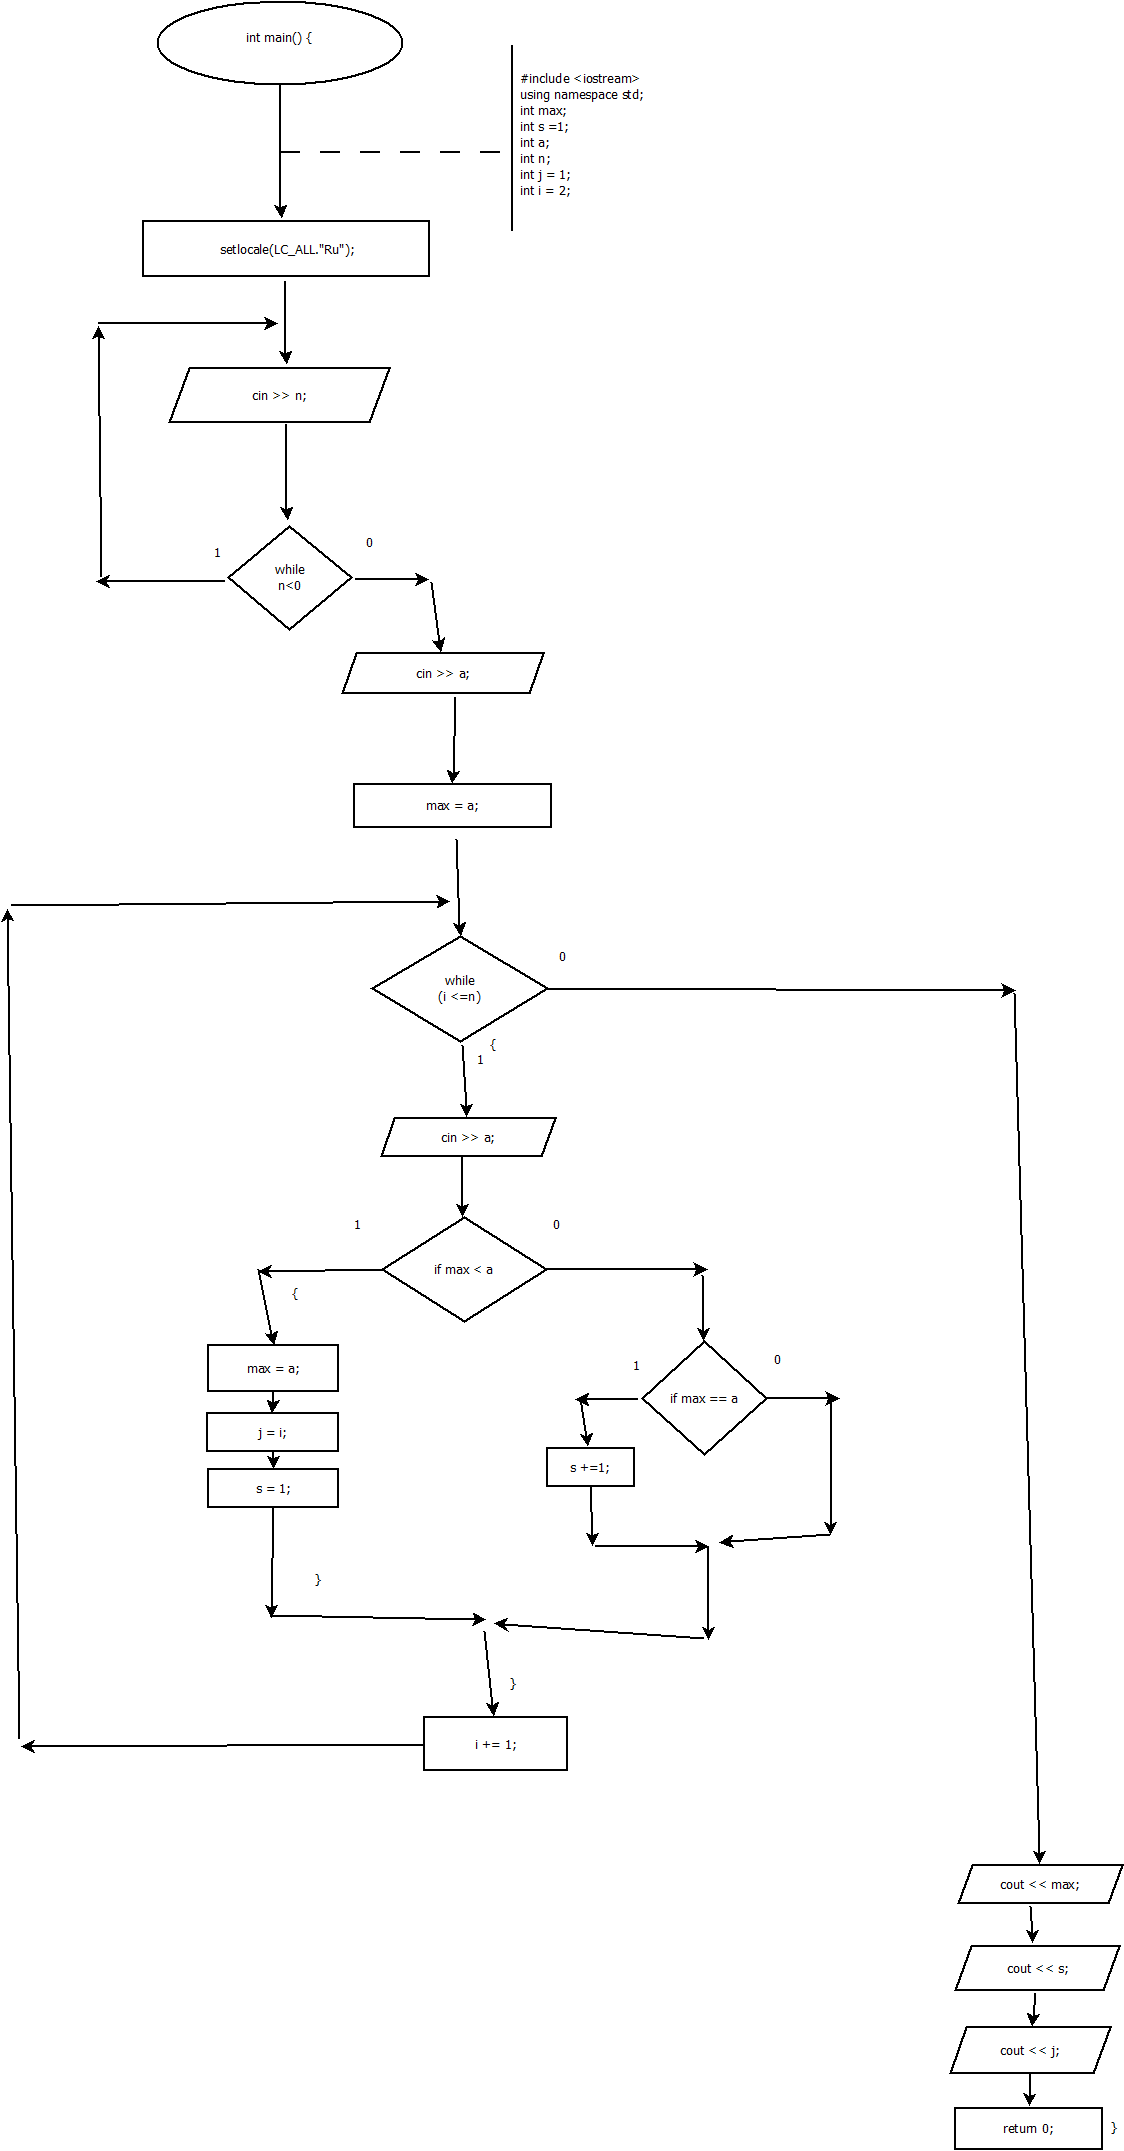 int main() {
#include <iostream>
using namespace std;
int max;
int s =1;
int a;
int n;
int j = 1;
int i = 2;
setlocale(LC_ALL."Ru");
cin >> n;
1
0
while
n<0
cin >> a;
max = a;
0
while
(i <=n)
{
1
cin >> a;
1
0
if max < a
{
max = a;
1
0
if max == a
j = i;
s +=1;
s = 1;
}
}
i += 1;
cout << max;
cout << s;
cout << j;
return 0;
}